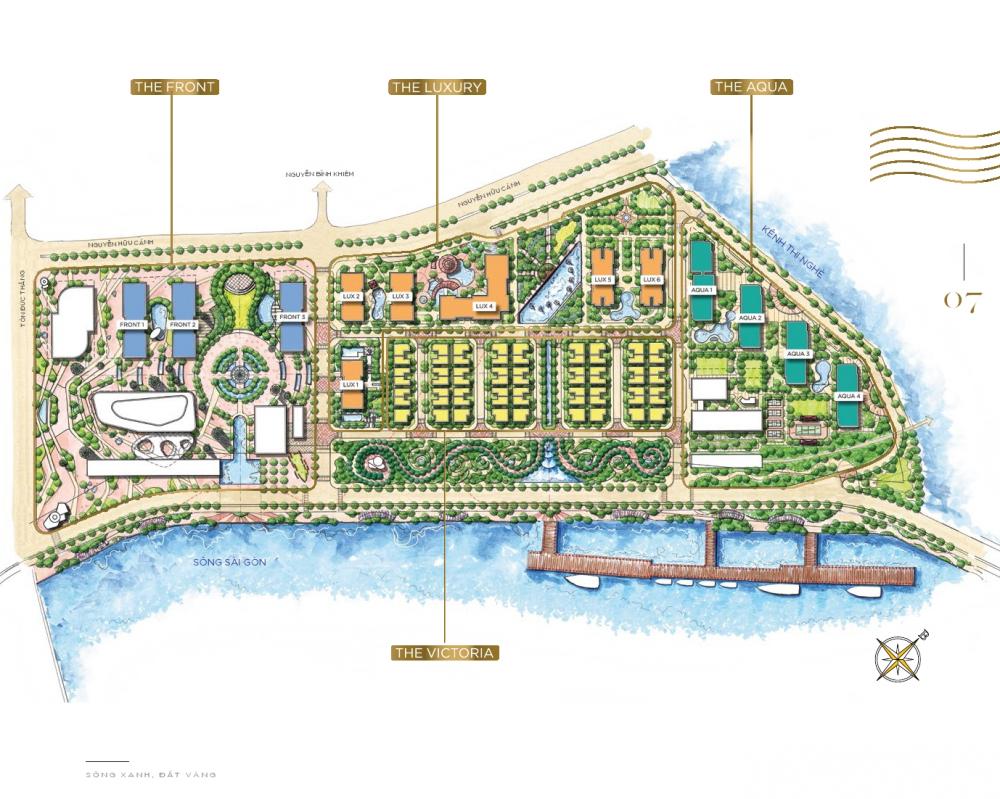 THE FRONT
THE LUXURY
THE AQUA
NGUYỄN BỈNH KHIÊM
NGUYỄN HỮU CẢNH
NGUYỄN HỮU CẢNH
KÊNH THỊ NGHÈ
TÔN ĐỨC THẮNG
FRONT 1
FRONT 2
FRONT 3
LUX 2
LUX 3
LUX 4
LUX 5
LUX 6
LUX 1
AQUA 1
AQUA 2
AQUA 3
AQUA 4
07
SÔNG SÀI GÒN
THE VICTORIA
B
SÔNG XANH, ĐẤT VÀNG